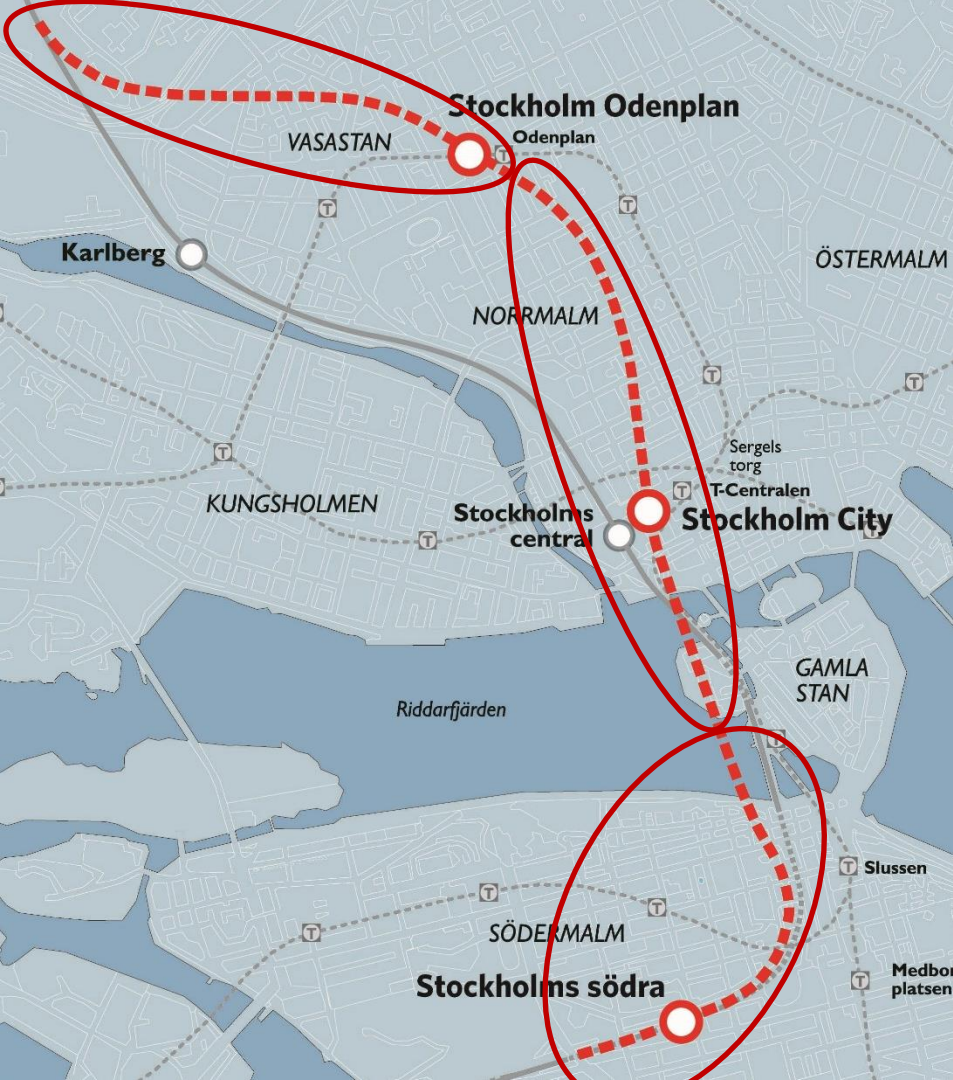 Stockholm Odenplan
Odenplan
T
VASASTAN
T
T
Karlberg
ÖSTERMALM
NORRMALM
T
T
Sergels
torg
T
T
T-Centralen
KUNGSHOLMEN
Stockholms
central
Stockholm City
T
T
GAMLA
STAN
Riddarfjärden
T
T
Slussen
T
T
T
SÖDERMALM
Stockholms södra
T
Medbor
platsen